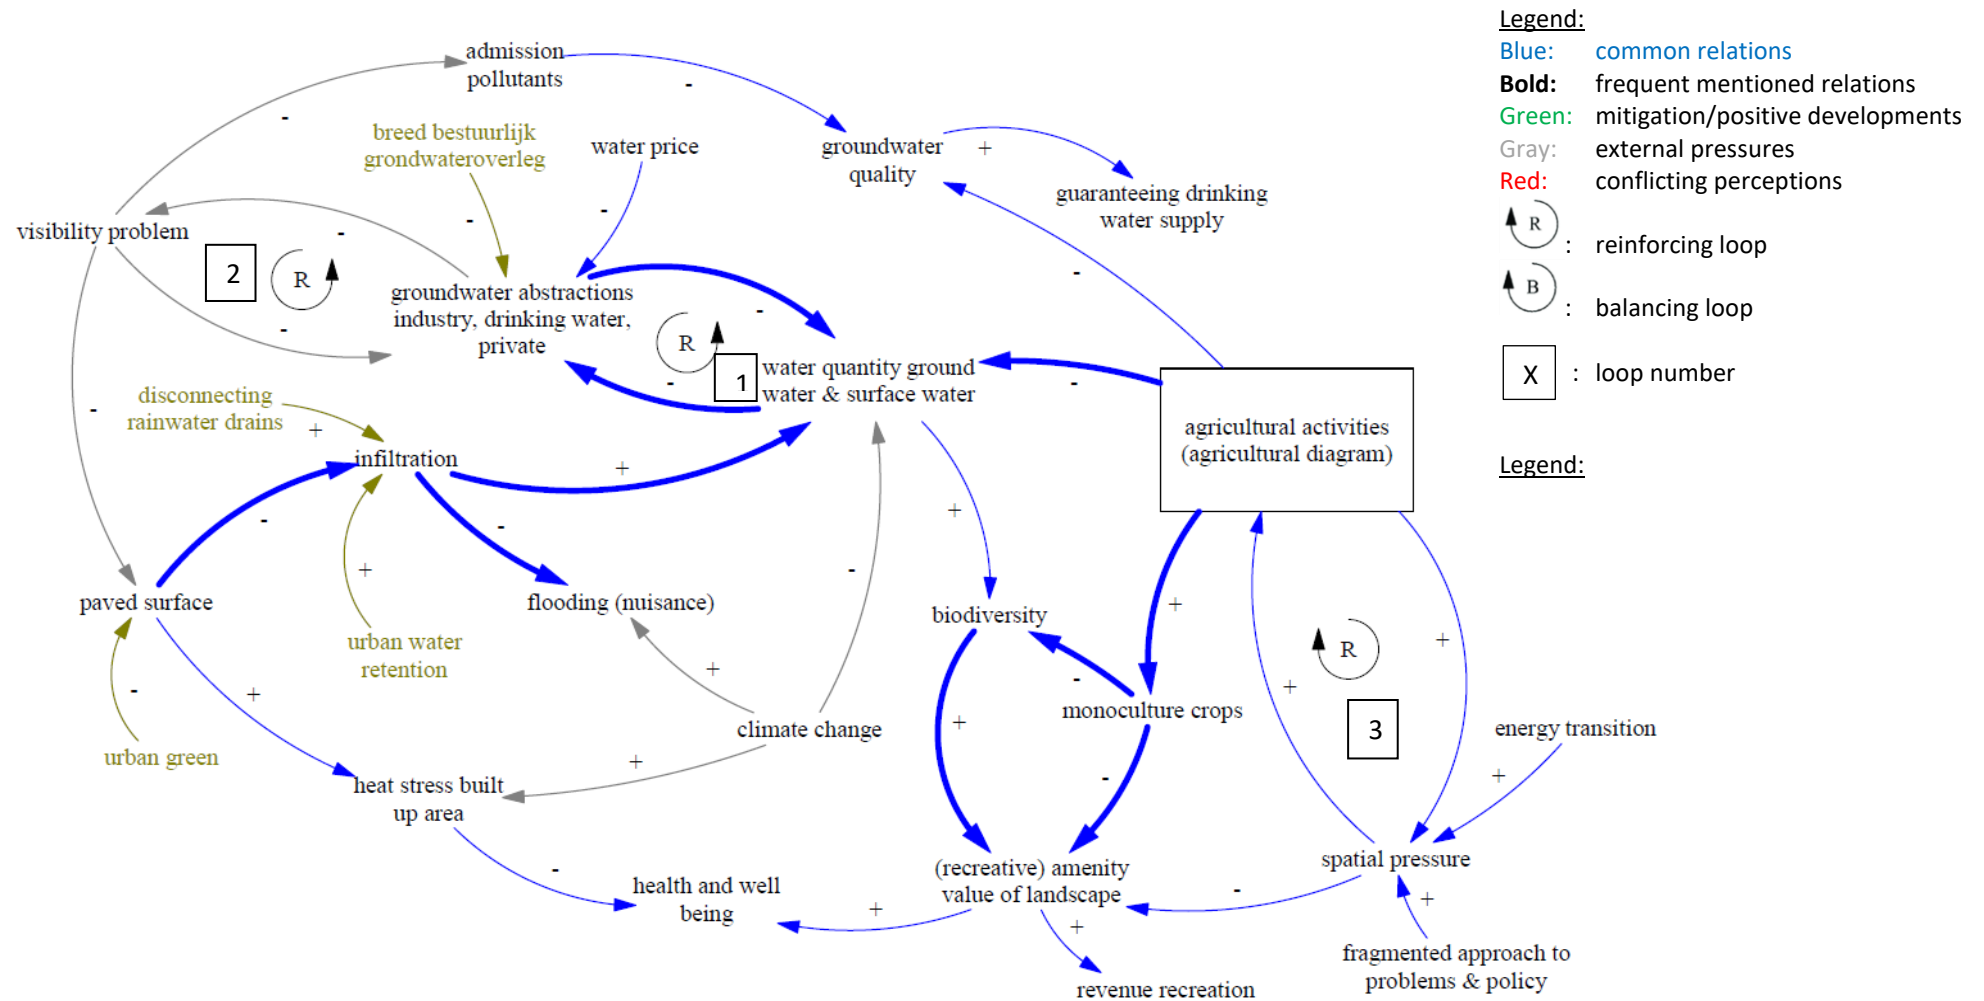 Legend:
Blue: common relations
Bold: frequent mentioned relations
Green: mitigation/positive developments
Gray: external pressures
Red: conflicting perceptions
R : reinforcing loop
B : balancing loop
X : loop number
Legend:
admission
pollutants
-
-
breed bestuurlijk
grondwateroverleg
water price
groundwater
quality
+
guaranteeing drinking
water supply
visibility problem
-
-
-
-
2
R
groundwater abstractions
industry, drinking water,
private
-
-
R
1
-
water quantity ground
water & surface water
-
agricultural activities
(agricultural diagram)
disconnecting
rainwater drains
+
-
infiltration
+
-
-
+
-
+
paved surface
flooding (nuisance)
biodiversity
+
+
urban water
retention
R
-
+
+
-
monoculture crops
+
3
urban green
climate change
+
energy transition
+
-
+
heat stress built
up area
spatial pressure
-
health and well
being
(recreative) amenity
value of landscape
-
+
+
+
fragmented approach to
problems & policy
revenue recreation